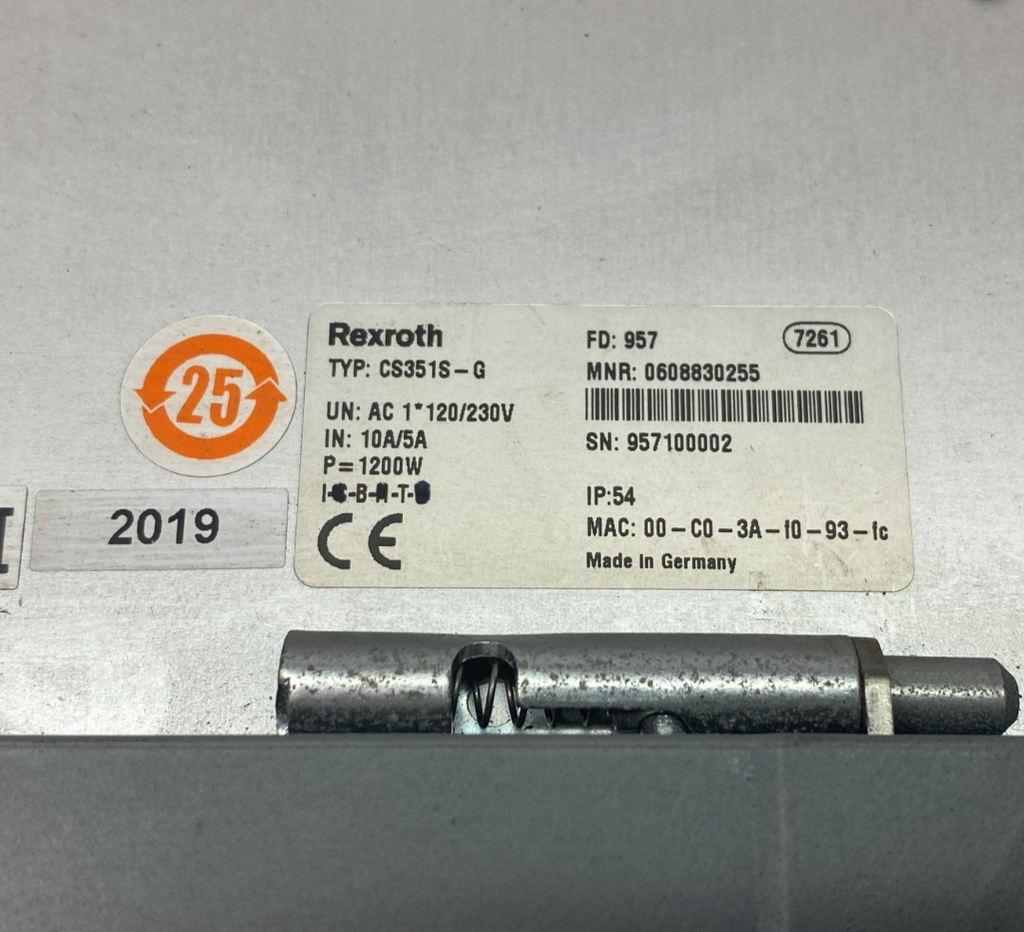 25
2019
Rexroth
TYP: CS351S-G
UN: AC 1*120/230V
IN: 10A/5A
P=1200W
CE
FD: 957
7261
MNR: 0608830255
SN: 957100002
IP:54
MAC: 00-C0-3A-f0-93-fc
Made in Germany